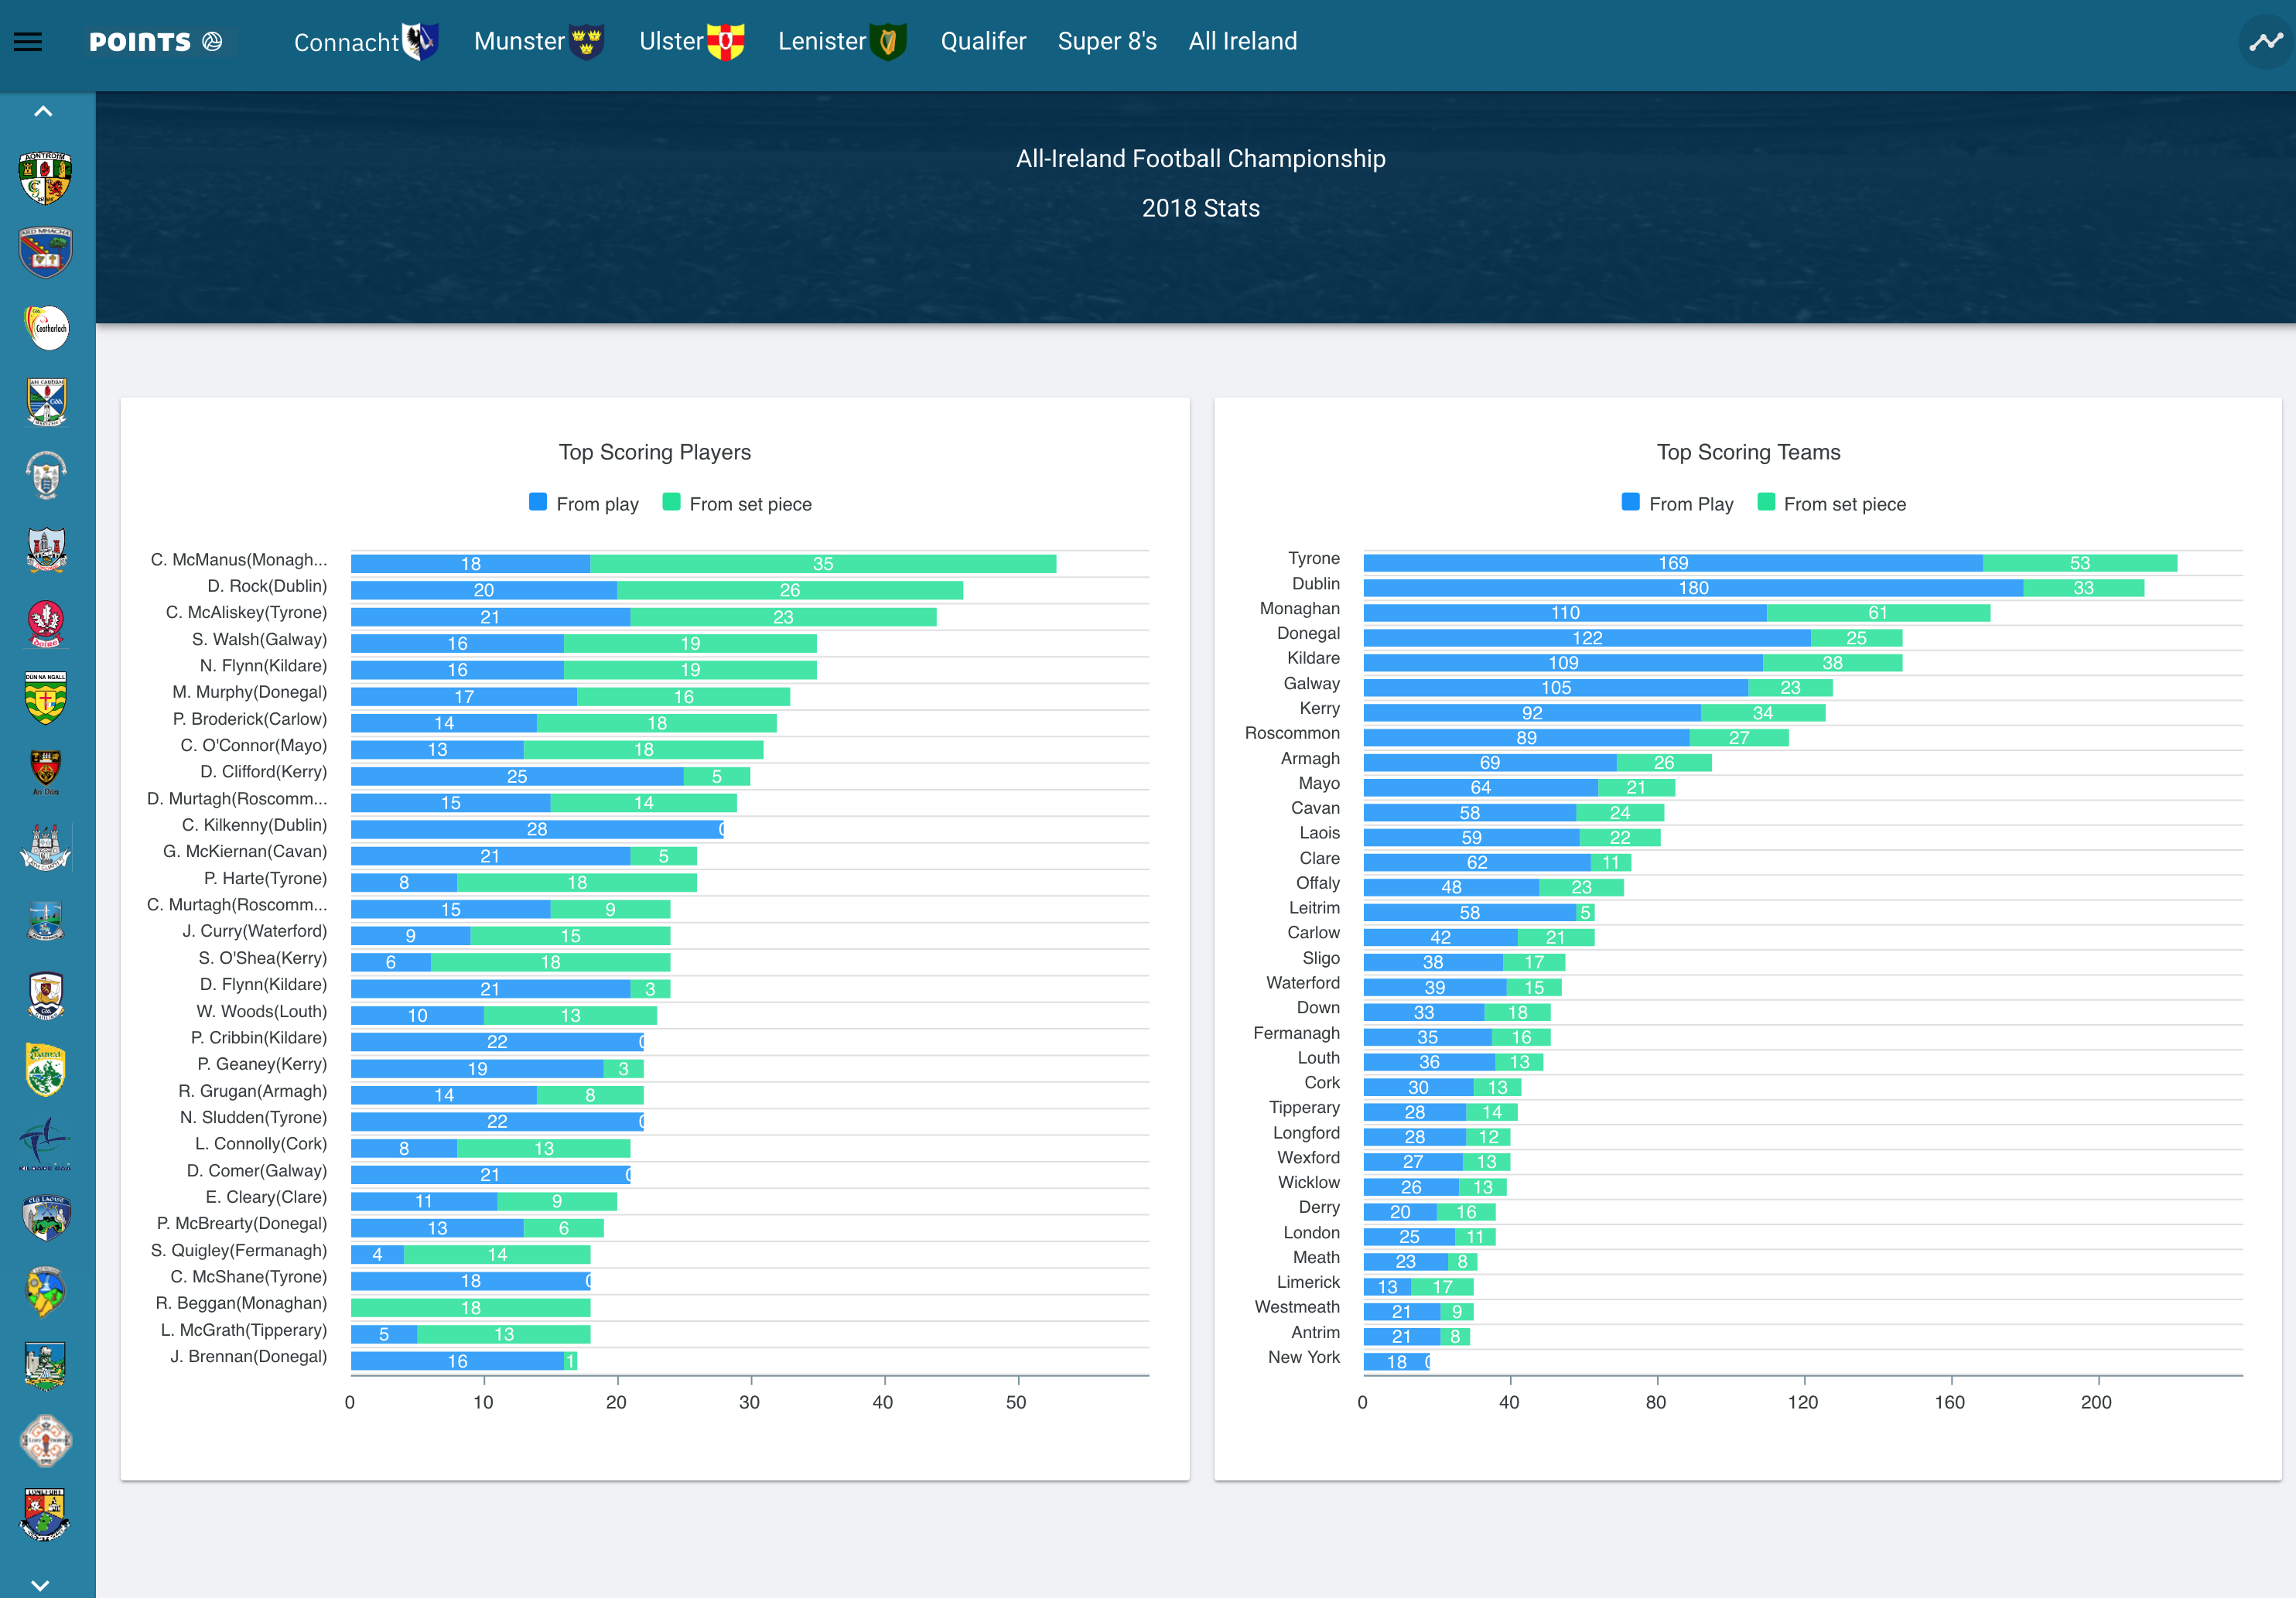 POINTS
Connacht Munster Ulster Lenister Qualifer Super 8's All Ireland
All-Ireland Football Championship
2018 Stats
AONTROIM
ARD MHACHA
Ceatharlach
Doire
DÚN NA NGALL
An Dún
KILDARE GAA
Top Scoring Players
From play From set piece
C. McManus(Monagh... 18 35
D. Rock(Dublin) 20 26
C. McAliskey(Tyrone) 21 23
S. Walsh(Galway) 16 19
N. Flynn(Kildare) 16 19
M. Murphy(Donegal) 17 16
P. Broderick(Carlow) 14 18
C. O'Connor(Mayo) 13 18
D. Clifford(Kerry) 25 5
D. Murtagh(Roscomm... 15 14
C. Kilkenny(Dublin) 28 0
G. McKiernan(Cavan) 21 5
P. Harte(Tyrone) 8 18
C. Murtagh(Roscomm... 15 9
J. Curry(Waterford) 9 15
S. O'Shea(Kerry) 6 18
D. Flynn(Kildare) 21 3
W. Woods(Louth) 10 13
P. Cribbin(Kildare) 22 0
P. Geaney(Kerry) 19 3
R. Grugan(Armagh) 14 8
N. Sludden(Tyrone) 22 0
L. Connolly(Cork) 8 13
D. Comer(Galway) 21 0
E. Cleary(Clare) 11 9
P. McBrearty(Donegal) 13 6
S. Quigley(Fermanagh) 4 14
C. McShane(Tyrone) 18 0
R. Beggan(Monaghan) 18
L. McGrath(Tipperary) 5 13
J. Brennan(Donegal) 16 1
0 10 20 30 40 50
Top Scoring Teams
From Play From set piece
Tyrone 169 53
Dublin 180 33
Monaghan 110 61
Donegal 122 25
Kildare 109 38
Galway 105 23
Kerry 92 34
Roscommon 89 27
Armagh 69 26
Mayo 64 21
Cavan 58 24
Laois 59 22
Clare 62 11
Offaly 48 23
Leitrim 58 5
Carlow 42 21
Sligo 38 17
Waterford 39 15
Down 33 18
Fermanagh 35 16
Louth 36 13
Cork 30 13
Tipperary 28 14
Longford 28 12
Wexford 27 13
Wicklow 26 13
Derry 20 16
London 25 11
Meath 23 8
Limerick 13 17
Westmeath 21 9
Antrim 21 8
New York 18 0
0 40 80 120 160 200